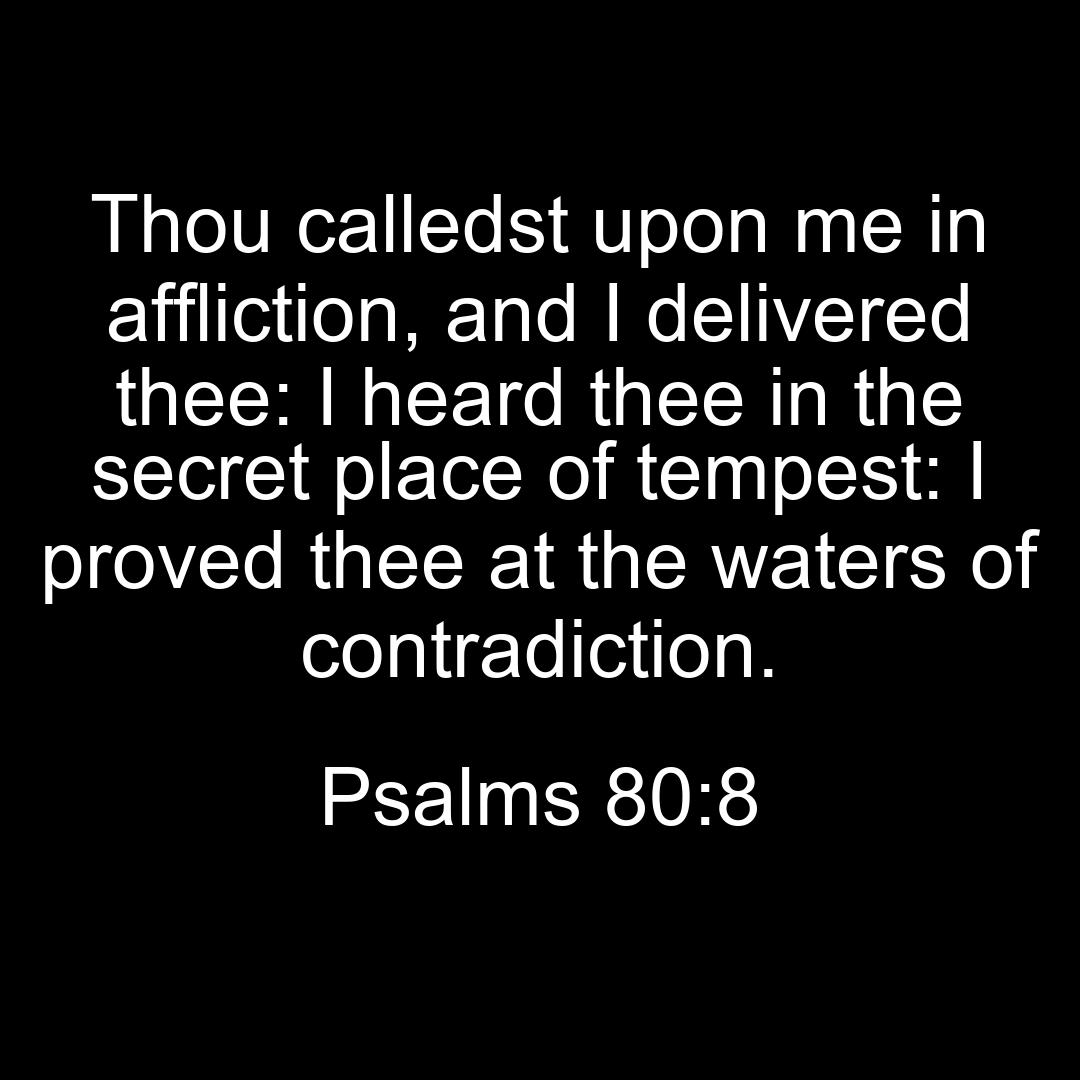 Thou calledst upon me in
affliction, and I delivered
thee: I heard thee in the
secret place of tempest: I
proved thee at the waters of
contradiction.
Psalms 80:8